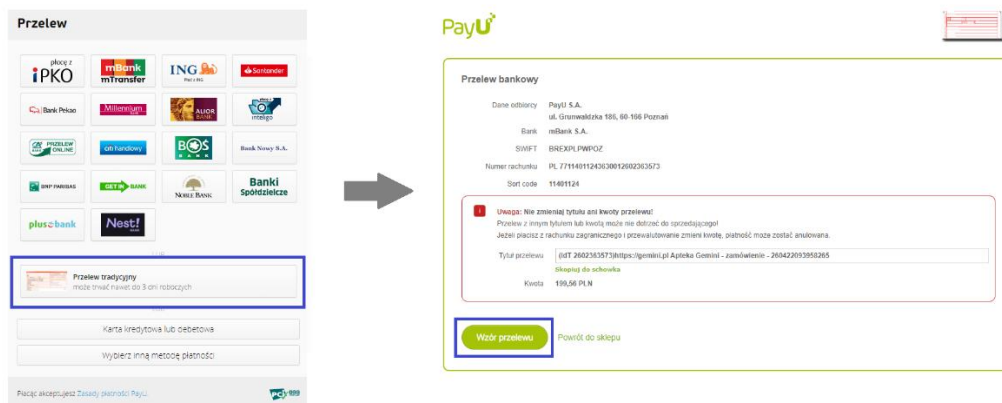 Przelew
płacę z
iPKO
mBank
mTransfer
ING
Santander
Bank Pekao
Millennium
ALIOR
BANK
inteligo
PRZELEW
ONLINE
citi handlowy
BOŚ
BANK
Bank Nowy S.A.
BNP PARIBAS
GET IN BANK
NOBLE BANK
Banki
Spółdzielcze
plusbank
Nest!
Przelew tradycyjny
może trwać nawet do 3 dni roboczych
Karta kredytowa lub debetowa
Wybierz inną metodę płatności
Płacąc akceptujesz Zasady płatności PayU.
PayU
Przelew bankowy
Dane odbiorcy PayU S.A.
ul. Grunwaldzka 186, 60-166 Poznań
Bank mBank S.A.
SWIFT BREXPLPWPOZ
Numer rachunku PL 77114011243630012602363573
Sort code 11401124
Uwaga: Nie zmieniaj tytułu ani kwoty przelewu!
Przelew z innym tytułem lub kwotą może nie dotrzeć do sprzedającego!
Jeżeli płacisz z rachunku zagranicznego i przewalutowanie zmieni kwotę, płatność może zostać anulowana.
Tytuł przelewu (IdT 2602363573)https://gemini.pl Apteka Gemini - zamówienie - 260422093958265
Skopiuj do schowka
Kwota 199,56 PLN
Wzór przelewu Powrót do sklepu